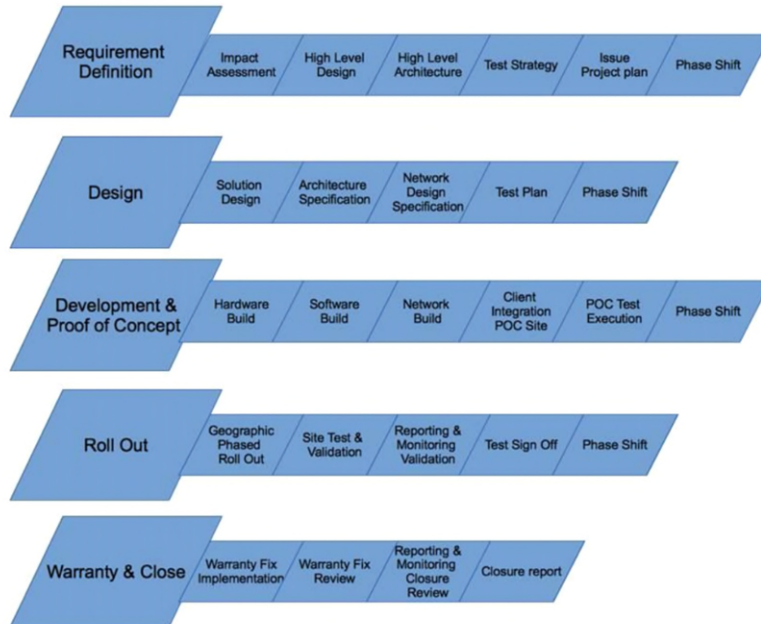 Requirement
Definition
Impact
Assessment
High Level
Design
High Level
Architecture
Test Strategy
Issue
Project plan
Phase Shift
Design
Solution
Design
Architecture
Specification
Network
Design
Specification
Test Plan
Phase Shift
Development &
Proof of Concept
Hardware
Build
Software
Build
Network
Build
Client
Integration
POC Site
POC Test
Execution
Phase Shift
Roll Out
Geographic
Phased
Roll Out
Site Test &
Validation
Reporting &
Monitoring
Validation
Test Sign Off
Phase Shift
Warranty & Close
Warranty Fix
Implementation
Warranty Fix
Review
Reporting &
Monitoring
Closure
Review
Closure report